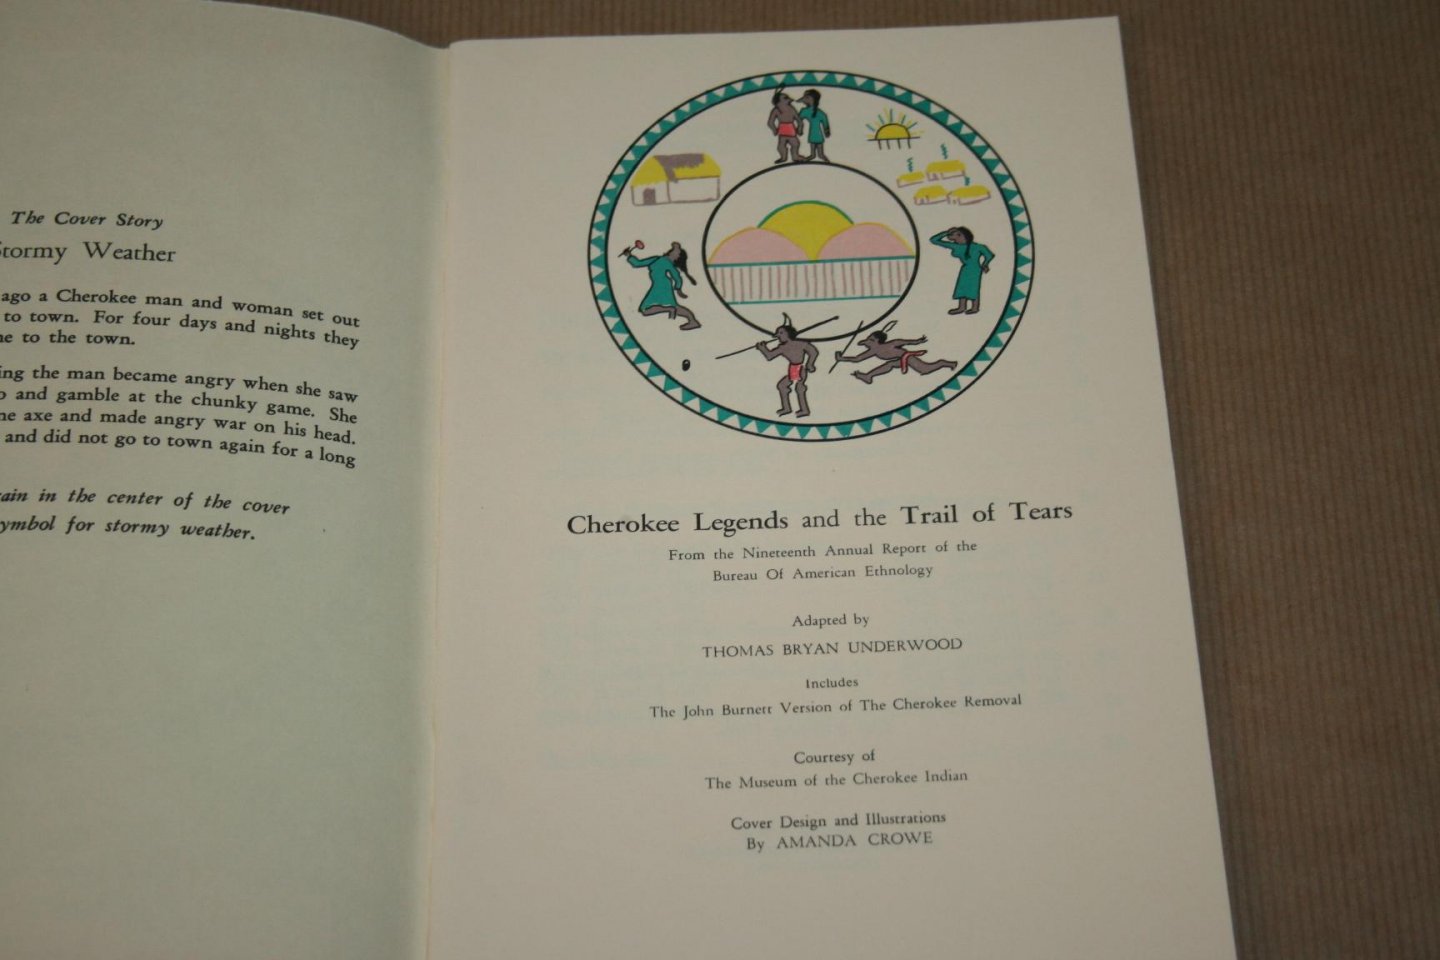 The Cover Story
Stormy Weather
ago a Cherokee man and woman set out
to town. For four days and nights they
to the town.
the man became angry when she saw
and gamble at the chunky game. She
axe and made angry war on his head.
and did not go to town again for a long
in the center of the cover
symbol for stormy weather.
Cherokee Legends and the Trail of Tears
From the Nineteenth Annual Report of the
Bureau Of American Ethnology
Adapted by
THOMAS BRYAN UNDERWOOD
Includes
The John Burnett Version of The Cherokee Removal
Courtesy of
The Museum of the Cherokee Indian
Cover Design and Illustrations
By AMANDA CROWE